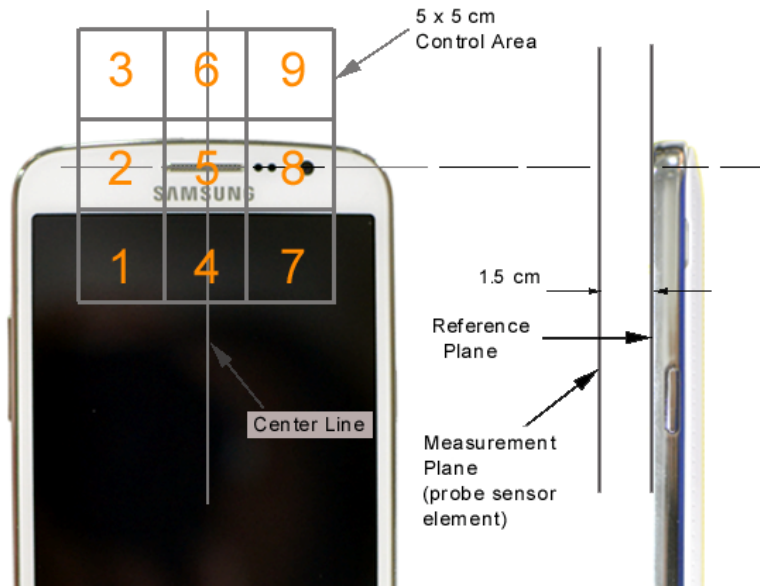 5 x 5 cm
Control Area
3 6 9
2 5 8
SAMSUNG
1 4 7
1.5 cm
Reference
Plane
Center Line
Measurement
Plane
(probe sensor
element)